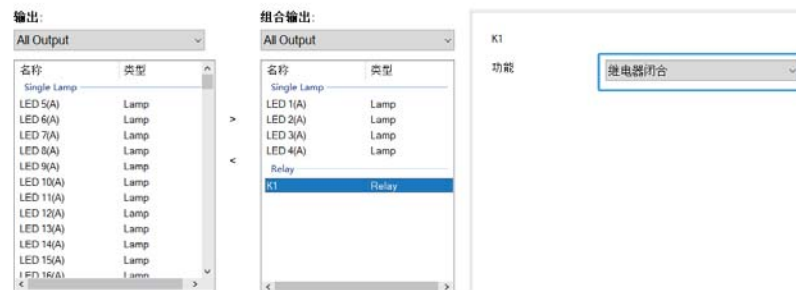 输出:
All Output
名称 类型
Single Lamp
LED 5(A) Lamp
LED 6(A) Lamp
LED 7(A) Lamp
LED 8(A) Lamp
LED 9(A) Lamp
LED 10(A) Lamp
LED 11(A) Lamp
LED 12(A) Lamp
LED 13(A) Lamp
LED 14(A) Lamp
LED 15(A) Lamp
LED 16(A) Lamp
>
<
组合输出:
All Output
名称 类型
Single Lamp
LED 1(A) Lamp
LED 2(A) Lamp
LED 3(A) Lamp
LED 4(A) Lamp
Relay
K1 Relay
K1
功能 继电器闭合